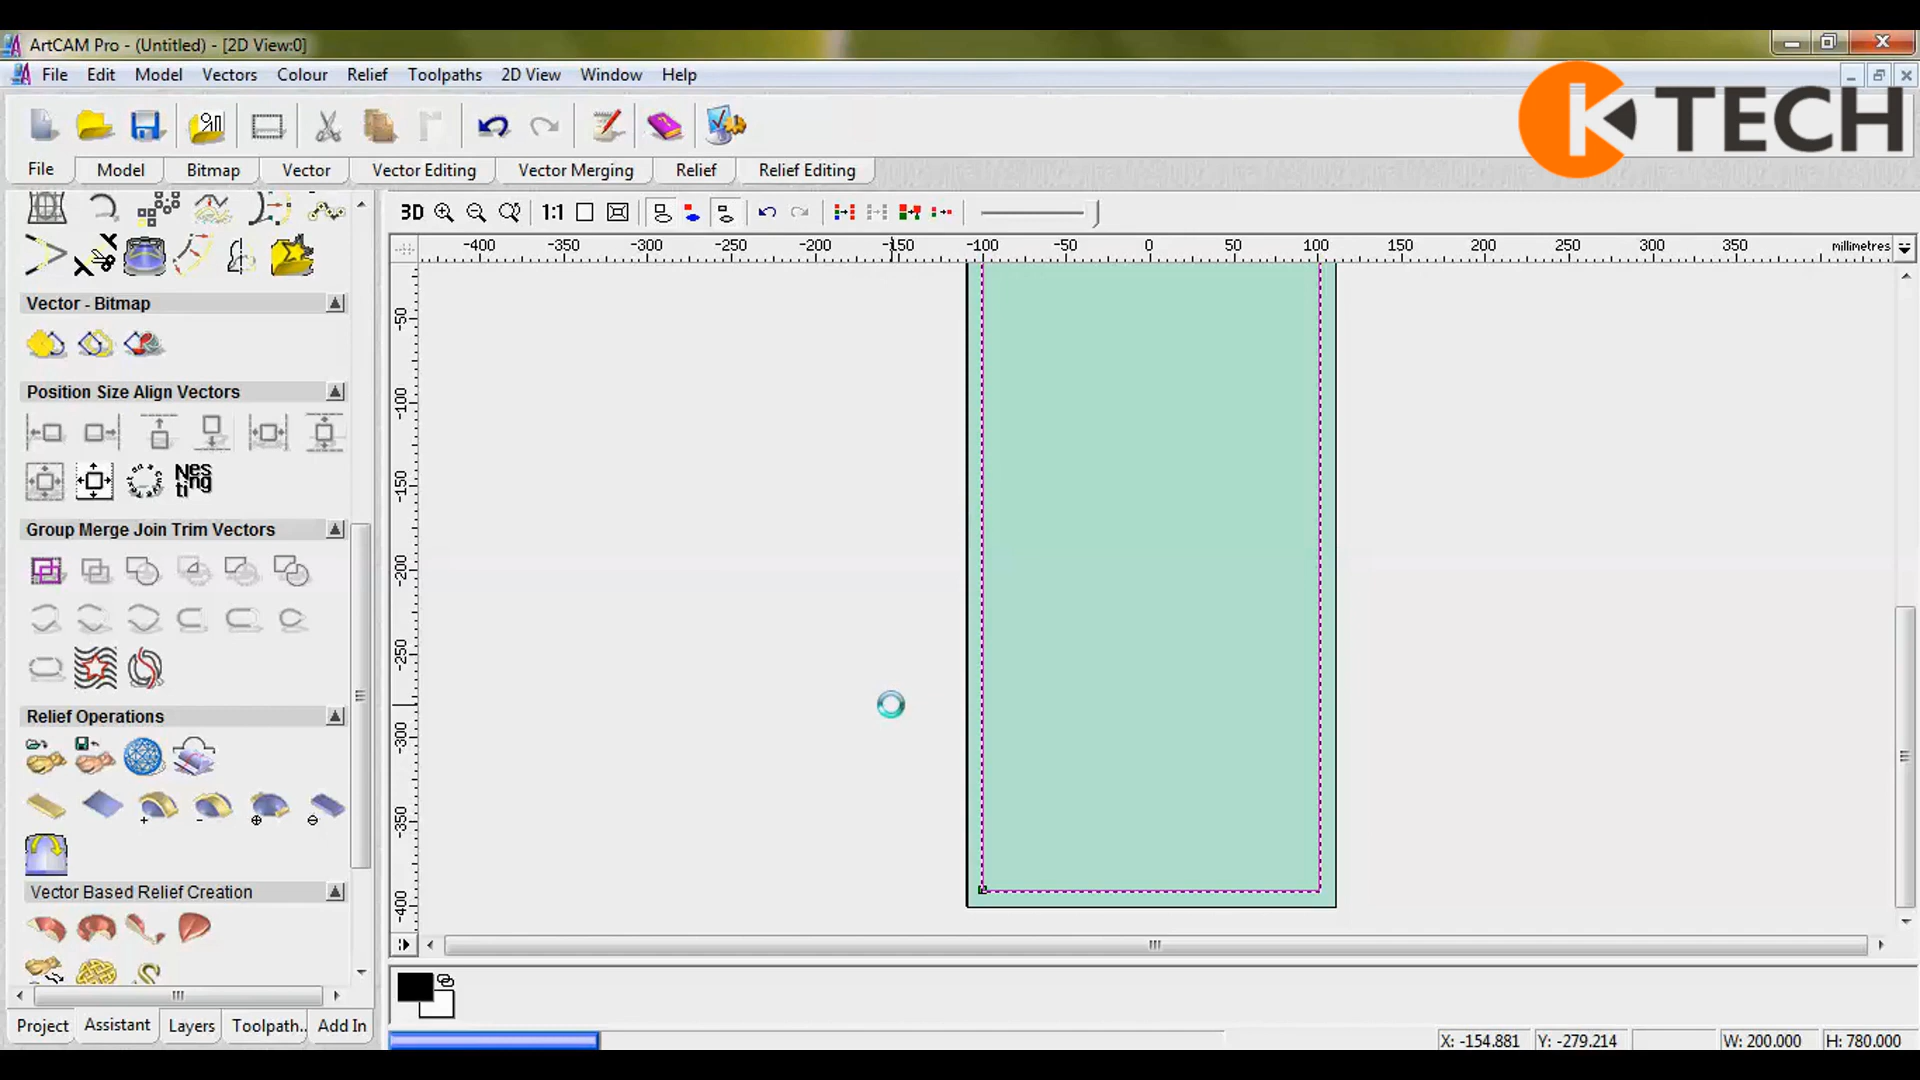 ArtCAM Pro - (Untitled) - [2D View:0]
File Edit Model Vectors Colour Relief Toolpaths 2D View Window Help
K TECH
File Model Bitmap Vector Vector Editing Vector Merging Relief Relief Editing
3D 1:1
-400 -350 -300 -250 -200 -150 -100 -50 0 50 100 150 200 250 300 350 millimetres
Vector - Bitmap
Position Size Align Vectors
Nes
ting
Group Merge Join Trim Vectors
Relief Operations
Vector Based Relief Creation
-50
-100
-150
-200
-250
-300
-350
-400
Project Assistant Layers Toolpath.. Add In
X: -154.881 Y: -279.214 W: 200.000 H: 780.000